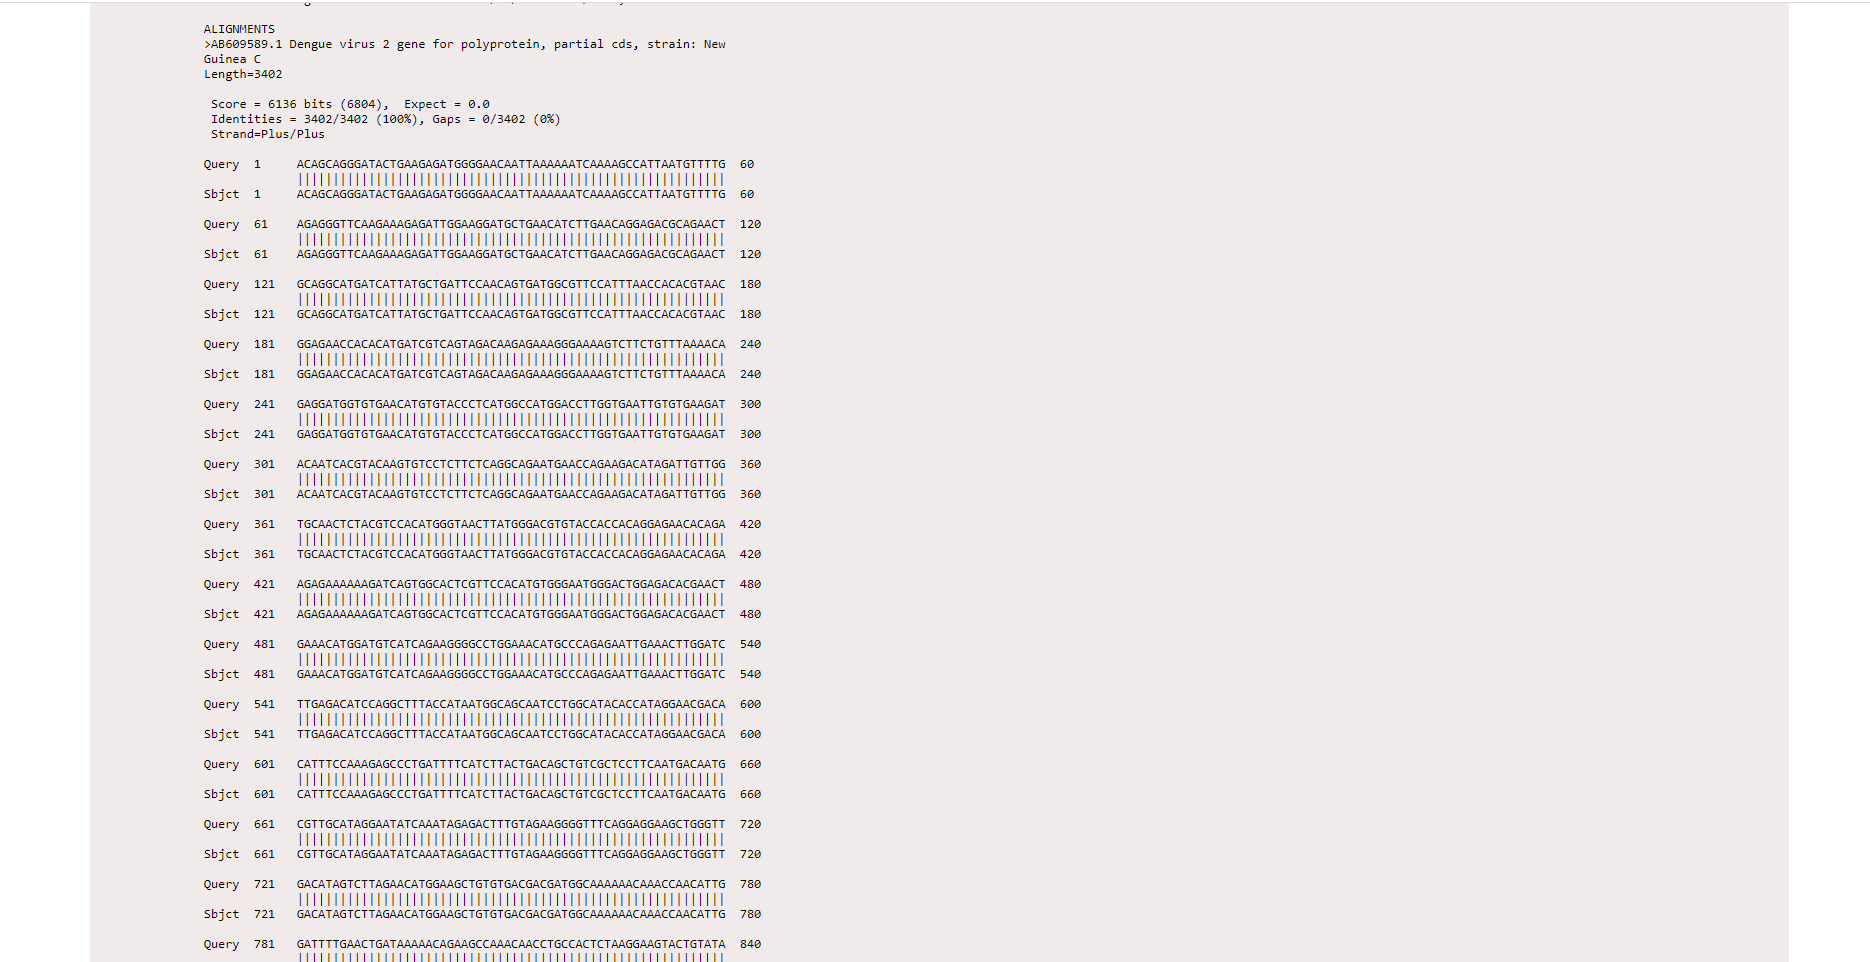 ALIGNMENTS
>AB609589.1 Dengue virus 2 gene for polyprotein, partial cds, strain: New
Guinea C
Length=3402
Score = 6136 bits (6804), Expect = 0.0
Identities = 3402/3402 (100%), Gaps = 0/3402 (0%)
Strand=Plus/Plus
Query 1 ACAGCAGGGATACTGAAGAGATGGGGAACAATTAAAAAATCAAAAGCCATTAATGTTTTG 60
||||||||||||||||||||||||||||||||||||||||||||||||||||||||||||
Sbjct 1 ACAGCAGGGATACTGAAGAGATGGGGAACAATTAAAAAATCAAAAGCCATTAATGTTTTG 60
Query 61 AGAGGGTTCAAGAAAGAGATTGGAAGGATGCTGAACATCTTGAACAGGAGACGCAGAACT 120
||||||||||||||||||||||||||||||||||||||||||||||||||||||||||||
Sbjct 61 AGAGGGTTCAAGAAAGAGATTGGAAGGATGCTGAACATCTTGAACAGGAGACGCAGAACT 120
Query 121 GCAGGCATGATCATTATGCTGATTCCAACAGTGATGGCGTTCCATTTAACCACACGTAAC 180
||||||||||||||||||||||||||||||||||||||||||||||||||||||||||||
Sbjct 121 GCAGGCATGATCATTATGCTGATTCCAACAGTGATGGCGTTCCATTTAACCACACGTAAC 180
Query 181 GGAGAACCACACATGATCGTCAGTAGACAAGAGAAAGGGAAAAGTCTTCTGTTTAAAACA 240
||||||||||||||||||||||||||||||||||||||||||||||||||||||||||||
Sbjct 181 GGAGAACCACACATGATCGTCAGTAGACAAGAGAAAGGGAAAAGTCTTCTGTTTAAAACA 240
Query 241 GAGGATGGTGTGAACATGTGTACCCTCATGGCCATGGACCTTGGTGAATTGTGTGAAGAT 300
||||||||||||||||||||||||||||||||||||||||||||||||||||||||||||
Sbjct 241 GAGGATGGTGTGAACATGTGTACCCTCATGGCCATGGACCTTGGTGAATTGTGTGAAGAT 300
Query 301 ACAATCACGTACAAGTGTCCTCTTCTCAGGCAGAATGAACCAGAAGACATAGATTGTTGG 360
||||||||||||||||||||||||||||||||||||||||||||||||||||||||||||
Sbjct 301 ACAATCACGTACAAGTGTCCTCTTCTCAGGCAGAATGAACCAGAAGACATAGATTGTTGG 360
Query 361 TGCAACTCTACGTCCACATGGGTAACTTATGGGACGTGTACCACCACAGGAGAACACAGA 420
||||||||||||||||||||||||||||||||||||||||||||||||||||||||||||
Sbjct 361 TGCAACTCTACGTCCACATGGGTAACTTATGGGACGTGTACCACCACAGGAGAACACAGA 420
Query 421 AGAGAAAAAAGATCAGTGGCACTCGTTCCACATGTGGGAATGGGACTGGAGACACGAACT 480
||||||||||||||||||||||||||||||||||||||||||||||||||||||||||||
Sbjct 421 AGAGAAAAAAGATCAGTGGCACTCGTTCCACATGTGGGAATGGGACTGGAGACACGAACT 480
Query 481 GAAACATGGATGTCATCAGAAGGGGCCTGGAAACATGCCCAGAGAATTGAAACTTGGATC 540
||||||||||||||||||||||||||||||||||||||||||||||||||||||||||||
Sbjct 481 GAAACATGGATGTCATCAGAAGGGGCCTGGAAACATGCCCAGAGAATTGAAACTTGGATC 540
Query 541 TTGAGACATCCAGGCTTTACCATAATGGCAGCAATCCTGGCATACACCATAGGAACGACA 600
||||||||||||||||||||||||||||||||||||||||||||||||||||||||||||
Sbjct 541 TTGAGACATCCAGGCTTTACCATAATGGCAGCAATCCTGGCATACACCATAGGAACGACA 600
Query 601 CATTTCCAAAGAGCCCTGATTTTCATCTTACTGACAGCTGTCGCTCCTTCAATGACAATG 660
||||||||||||||||||||||||||||||||||||||||||||||||||||||||||||
Sbjct 601 CATTTCCAAAGAGCCCTGATTTTCATCTTACTGACAGCTGTCGCTCCTTCAATGACAATG 660
Query 661 CGTTGCATAGGAATATCAAATAGAGACTTTGTAGAAGGGGTTTCAGGAGGAAGCTGGGTT 720
||||||||||||||||||||||||||||||||||||||||||||||||||||||||||||
Sbjct 661 CGTTGCATAGGAATATCAAATAGAGACTTTGTAGAAGGGGTTTCAGGAGGAAGCTGGGTT 720
Query 721 GACATAGTCTTAGAACATGGAAGCTGTGTGACGACGATGGCAAAAAACAAACCAACATTG 780
||||||||||||||||||||||||||||||||||||||||||||||||||||||||||||
Sbjct 721 GACATAGTCTTAGAACATGGAAGCTGTGTGACGACGATGGCAAAAAACAAACCAACATTG 780
Query 781 GATTTTGAACTGATAAAAACAGAAGCCAAACAACCTGCCACTCTAAGGAAGTACTGTATA 840
||||||||||||||||||||||||||||||||||||||||||||||||||||||||||||